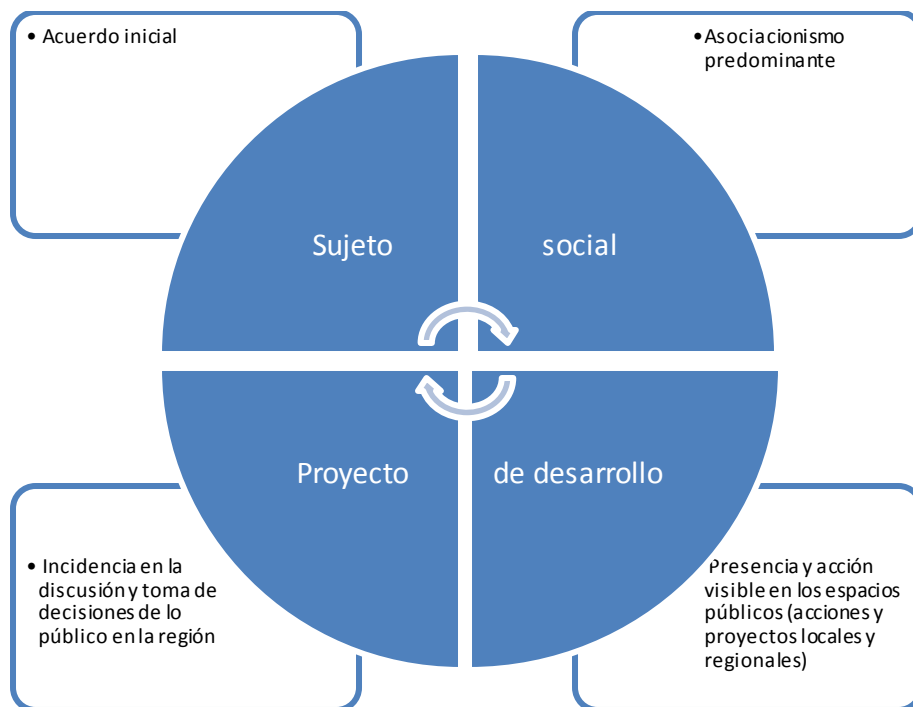 • Acuerdo inicial
• Asociacionismo
predominante
Sujeto
social
Proyecto
de desarrollo
• Incidencia en la
discusión y toma de
decisiones de lo
público en la región
Presencia y acción
visible en los espacios
públicos (acciones y
proyectos locales y
regionales)